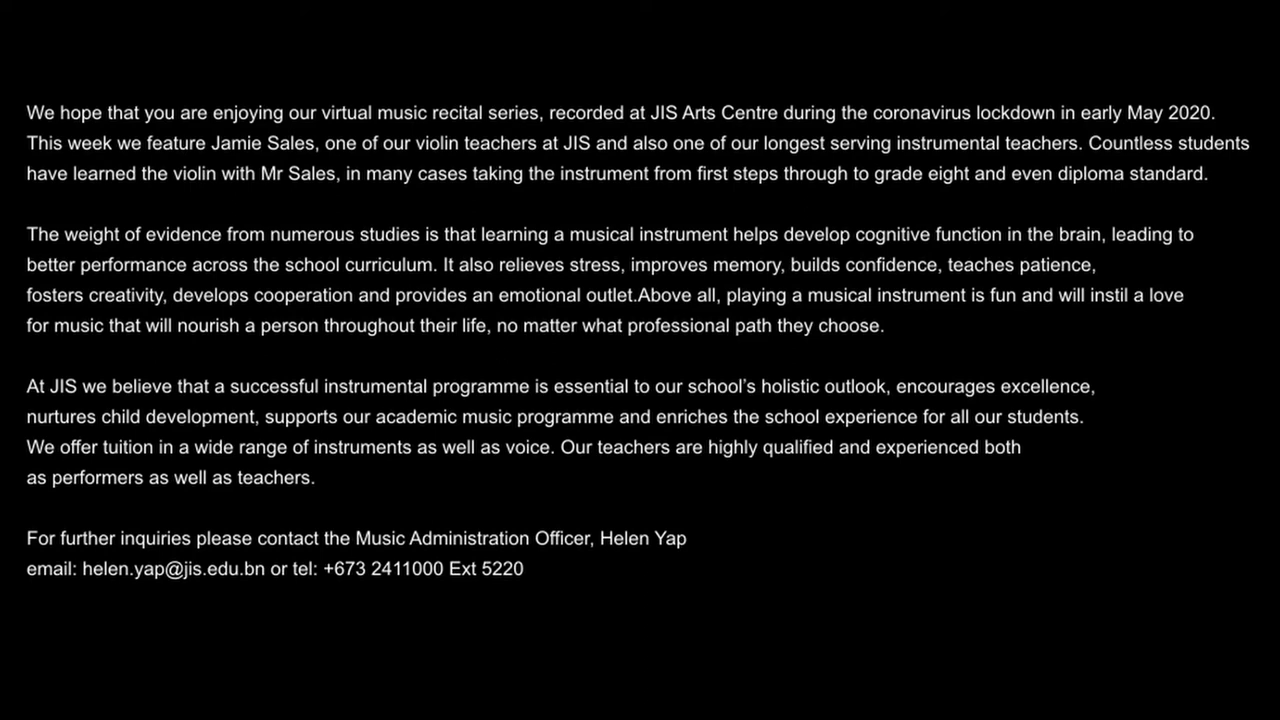 We hope that you are enjoying our virtual music recital series, recorded at JIS Arts Centre during the coronavirus lockdown in early May 2020.
This week we feature Jamie Sales, one of our violin teachers at JIS and also one of our longest serving instrumental teachers. Countless students
have learned the violin with Mr Sales, in many cases taking the instrument from first steps through to grade eight and even diploma standard.
The weight of evidence from numerous studies is that learning a musical instrument helps develop cognitive function in the brain, leading to
better performance across the school curriculum. It also relieves stress, improves memory, builds confidence, teaches patience,
fosters creativity, develops cooperation and provides an emotional outlet.Above all, playing a musical instrument is fun and will instil a love
for music that will nourish a person throughout their life, no matter what professional path they choose.
At JIS we believe that a successful instrumental programme is essential to our school’s holistic outlook, encourages excellence,
nurtures child development, supports our academic music programme and enriches the school experience for all our students.
We offer tuition in a wide range of instruments as well as voice. Our teachers are highly qualified and experienced both
as performers as well as teachers.
For further inquiries please contact the Music Administration Officer, Helen Yap
email: helen.yap@jis.edu.bn or tel: +673 2411000 Ext 5220